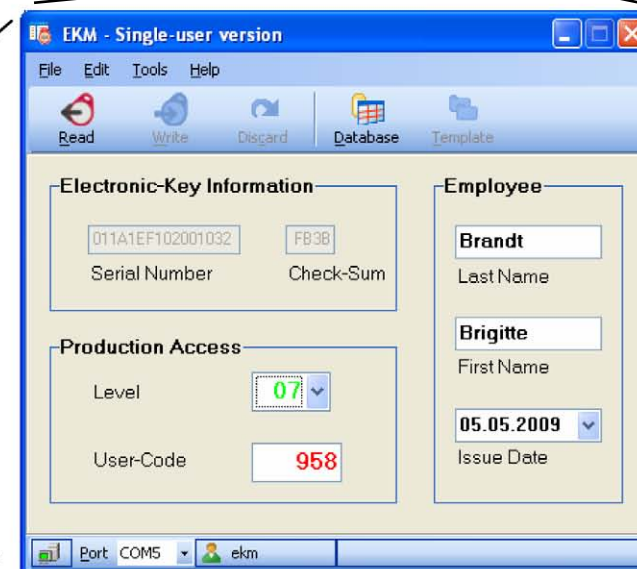 EKM - Single-user version
File Edit Tools Help
Read Write Discard Database Template
Electronic-Key Information
011A1EF102001032 FB3B
Serial Number Check-Sum
Production Access
Level 07
User-Code 958
Employee
Brandt
Last Name
Brigitte
First Name
05.05.2009
Issue Date
Port COM5 ekm